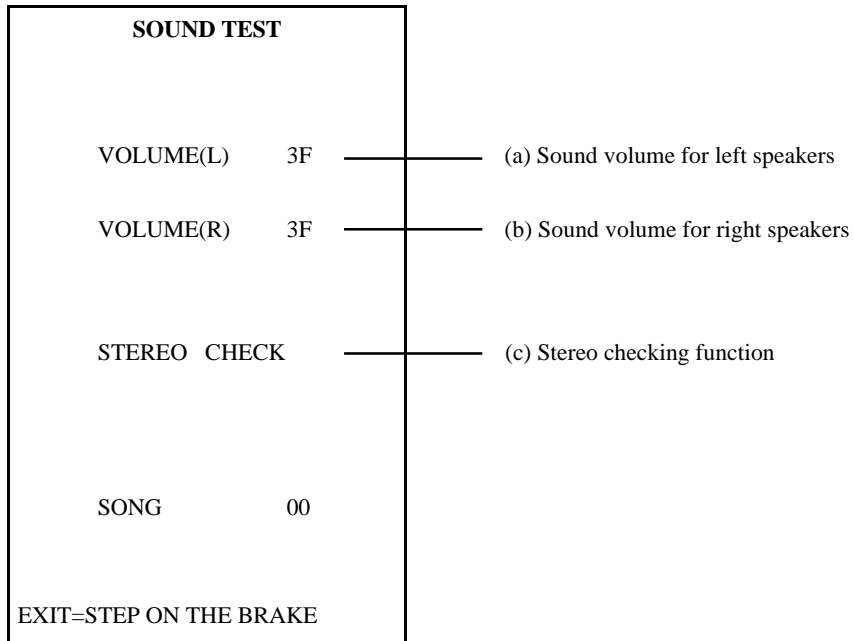 SOUND TEST
VOLUME(L) 3F (a) Sound volume for left speakers
VOLUME(R) 3F (b) Sound volume for right speakers
STEREO CHECK (c) Stereo checking function
SONG 00
EXIT=STEP ON THE BRAKE